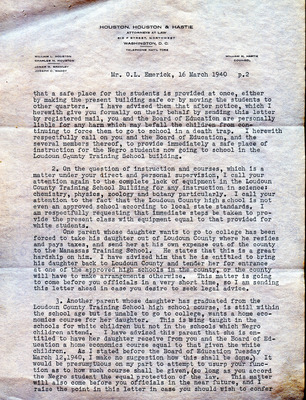 HOUSTON, HOUSTON & HASTIE
ATTORNEYS AT LAW
615 F STREET, NORTHWEST
WASHINGTON, D. C.
WILLIAM L. HOUSTON
CHARLES H. HOUSTON
WILLIAM H. HASTIE
COUNSEL
Mr. O.L. Emerick, 16 March 1940 p.2
that a safe place for the students is provided at once, either
by making the present building safe or by moving the students to
other quarters. I have advised them that after notice, which I
herewith give you formally on their behalf by sending this letter
by registered mail, you and the Board of Education are personally
liable for any harm which may befall the children from your con-
tinuing to force them to go to school in a death trap. I herewith
respectfully call on you and the Board of Education, and the
several members thereof, to provide immediately a safe place of
instruction for the Negro students now going to school in the
Loudoun County Training School building.
2. On the question of instruction and courses, which is a
matter under your direct and personal supervision, I call your
attention again to the complete lack of equipment in the Loudoun
County Training School Building for any instruction in sciences:
chemistry, physics, zoology and botany particularly. I call your
attention to the fact that the Loudoun County high school is not
even an approved school according to local state standards. I
am respectfully requesting that immediate steps be taken to pro-
vide the present class with equipment equal to that provided for
white students.
One parent whose daughter wants to go to college has been
forced to take his daughter out of Loudoun County where he resides
and pays taxes, and send her at his own expense out of the county
to the Manassas Training School. He states that this is a great
hardship on him. I have advised him that he is entitled to bring
his daughter back to Loudoun County and tender her for entrance
at one of the approved high schools in the county, or the county
will have to make arrangements otherwise. This matter is going
to come before you officials in a very short time, so I am sending
this letter ahead in case you desire to seek legal advice.
3. Another parent whose daughter has graduated from the
Loudoun County Training School high school course, is still within
the school age but is unable to go to college, wants a home eco-
nomics course for her daughter. This is being taught in the
schools for white children but not in the schools which Negro
children attend. I have advised this parent that she is en-
titled to have her daughter receive from you and the Board of Ed-
ucation a home economics course equal to that given for the white
children. As I stated before the Board of Education Tuesday
March 12, 1940, I make no suggestion how this shall be done. It
would be presumptuous on my part to try to usurp your func-
tion as to how much course shall be given, so long as you accord
the Negro student the equal protection of the law. This matter
will also come before you officials in the near future, and I
raise the point in this letter in case you should wish to confer